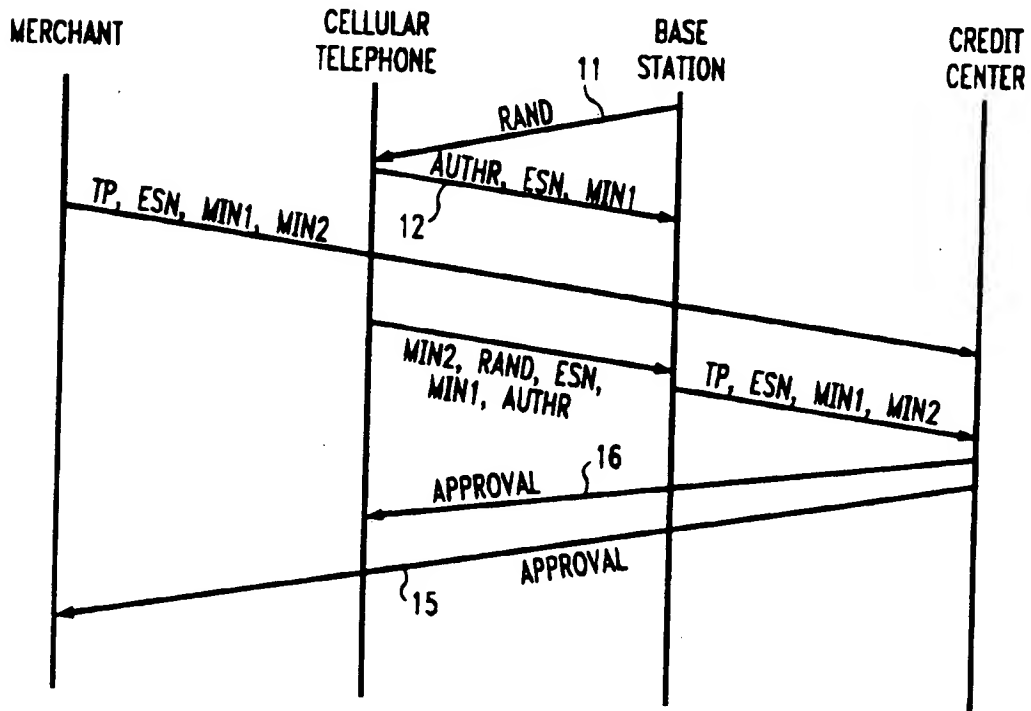 MERCHANT
CELLULAR
TELEPHONE
BASE
STATION
CREDIT
CENTER
11
RAND
AUTHR, ESN, MIN1
12
TP, ESN, MIN1, MIN2
MIN2, RAND, ESN,
MIN1, AUTHR
TP, ESN, MIN1, MIN2
16
APPROVAL
APPROVAL
15